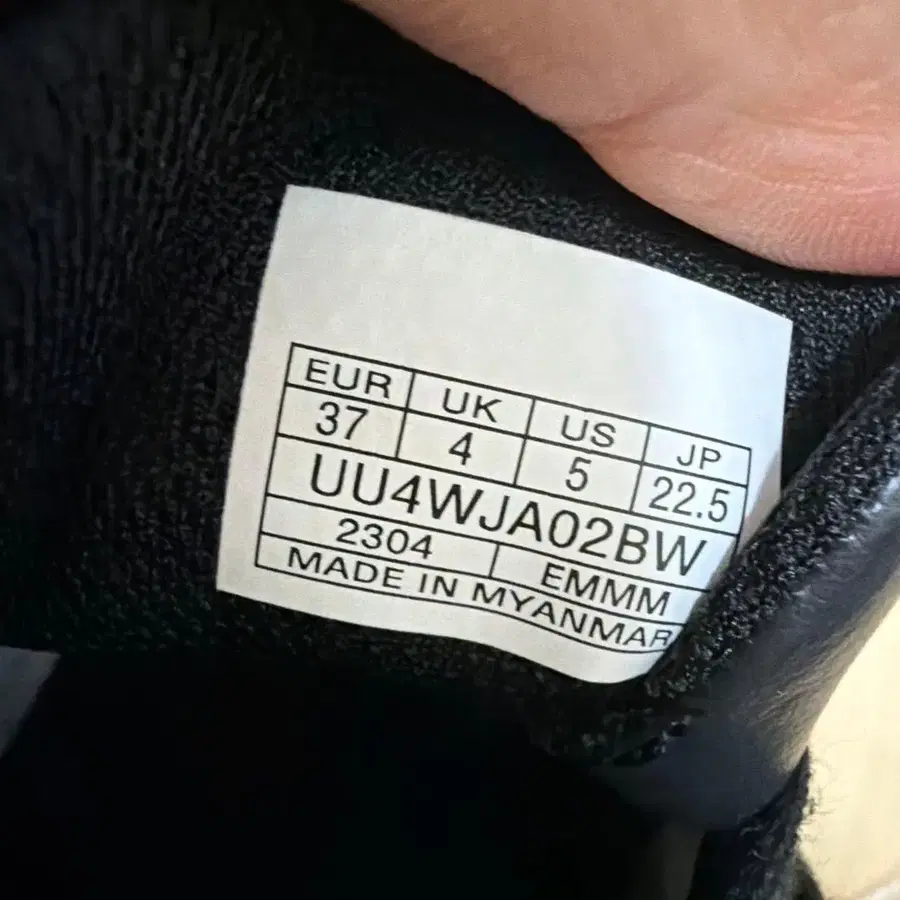 EUR UK US JP
37 4 5 22.5
UU4WJA02BW
2304 EMMM
MADE IN MYANMAR